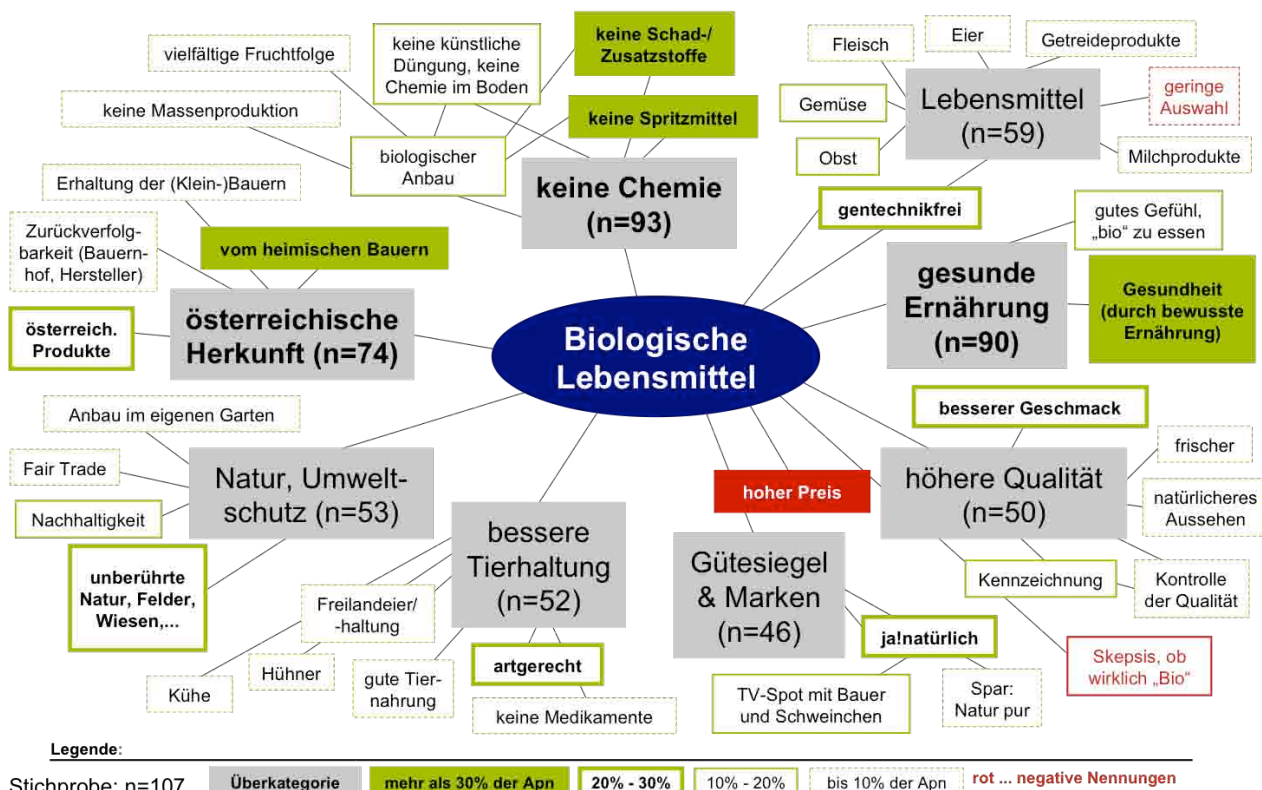 vielfältige Fruchtfolge
keine künstliche
Düngung, keine
Chemie im Boden
keine Schad-/
Zusatzstoffe
keine Massenproduktion
keine Spritzmittel
biologischer
Anbau
keine Chemie
(n=93)
Fleisch
Eier
Getreideprodukte
Gemüse
Lebensmittel
(n=59)
geringe
Auswahl
Obst
Milchprodukte
gentechnikfrei
Erhaltung der (Klein-)Bauern
Zurückverfolg-
barkeit (Bauern-
hof, Hersteller)
vom heimischen Bauern
österreich.
Produkte
österreichische
Herkunft (n=74)
Biologische
Lebensmittel
gutes Gefühl,
„bio“ zu essen
gesunde
Ernährung
(n=90)
Gesundheit
(durch bewusste
Ernährung)
Anbau im eigenen Garten
Fair Trade
Natur, Umwelt-
schutz (n=53)
Nachhaltigkeit
unberührte
Natur, Felder,
Wiesen,...
bessere
Tierhaltung
(n=52)
Freilandeier/
-haltung
Hühner
Kühe
gute Tier-
nahrung
artgerecht
keine Medikamente
hoher Preis
Gütesiegel
& Marken
(n=46)
ja!natürlich
TV-Spot mit Bauer
und Schweinchen
Spar:
Natur pur
besserer Geschmack
höhere Qualität
(n=50)
frischer
natürlicheres
Aussehen
Kennzeichnung
Kontrolle
der Qualität
Skepsis, ob
wirklich „Bio“
Legende:
Stichprobe: n=107
Überkategorie
mehr als 30% der Apn
20% - 30%
10% - 20%
bis 10% der Apn
rot ... negative Nennungen